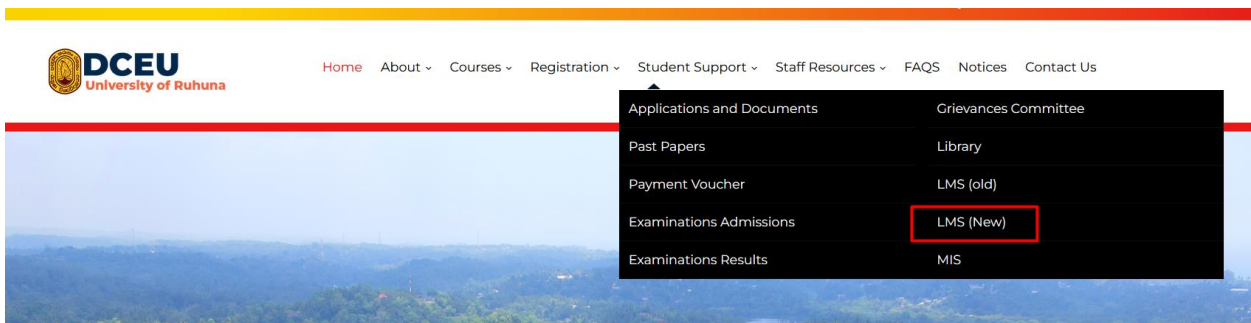 DCEU
University of Ruhuna
Home About Courses Registration Student Support Staff Resources FAQS Notices Contact Us
Applications and Documents
Past Papers
Payment Voucher
Examinations Admissions
Examinations Results
Grievances Committee
Library
LMS (old)
LMS (New)
MIS